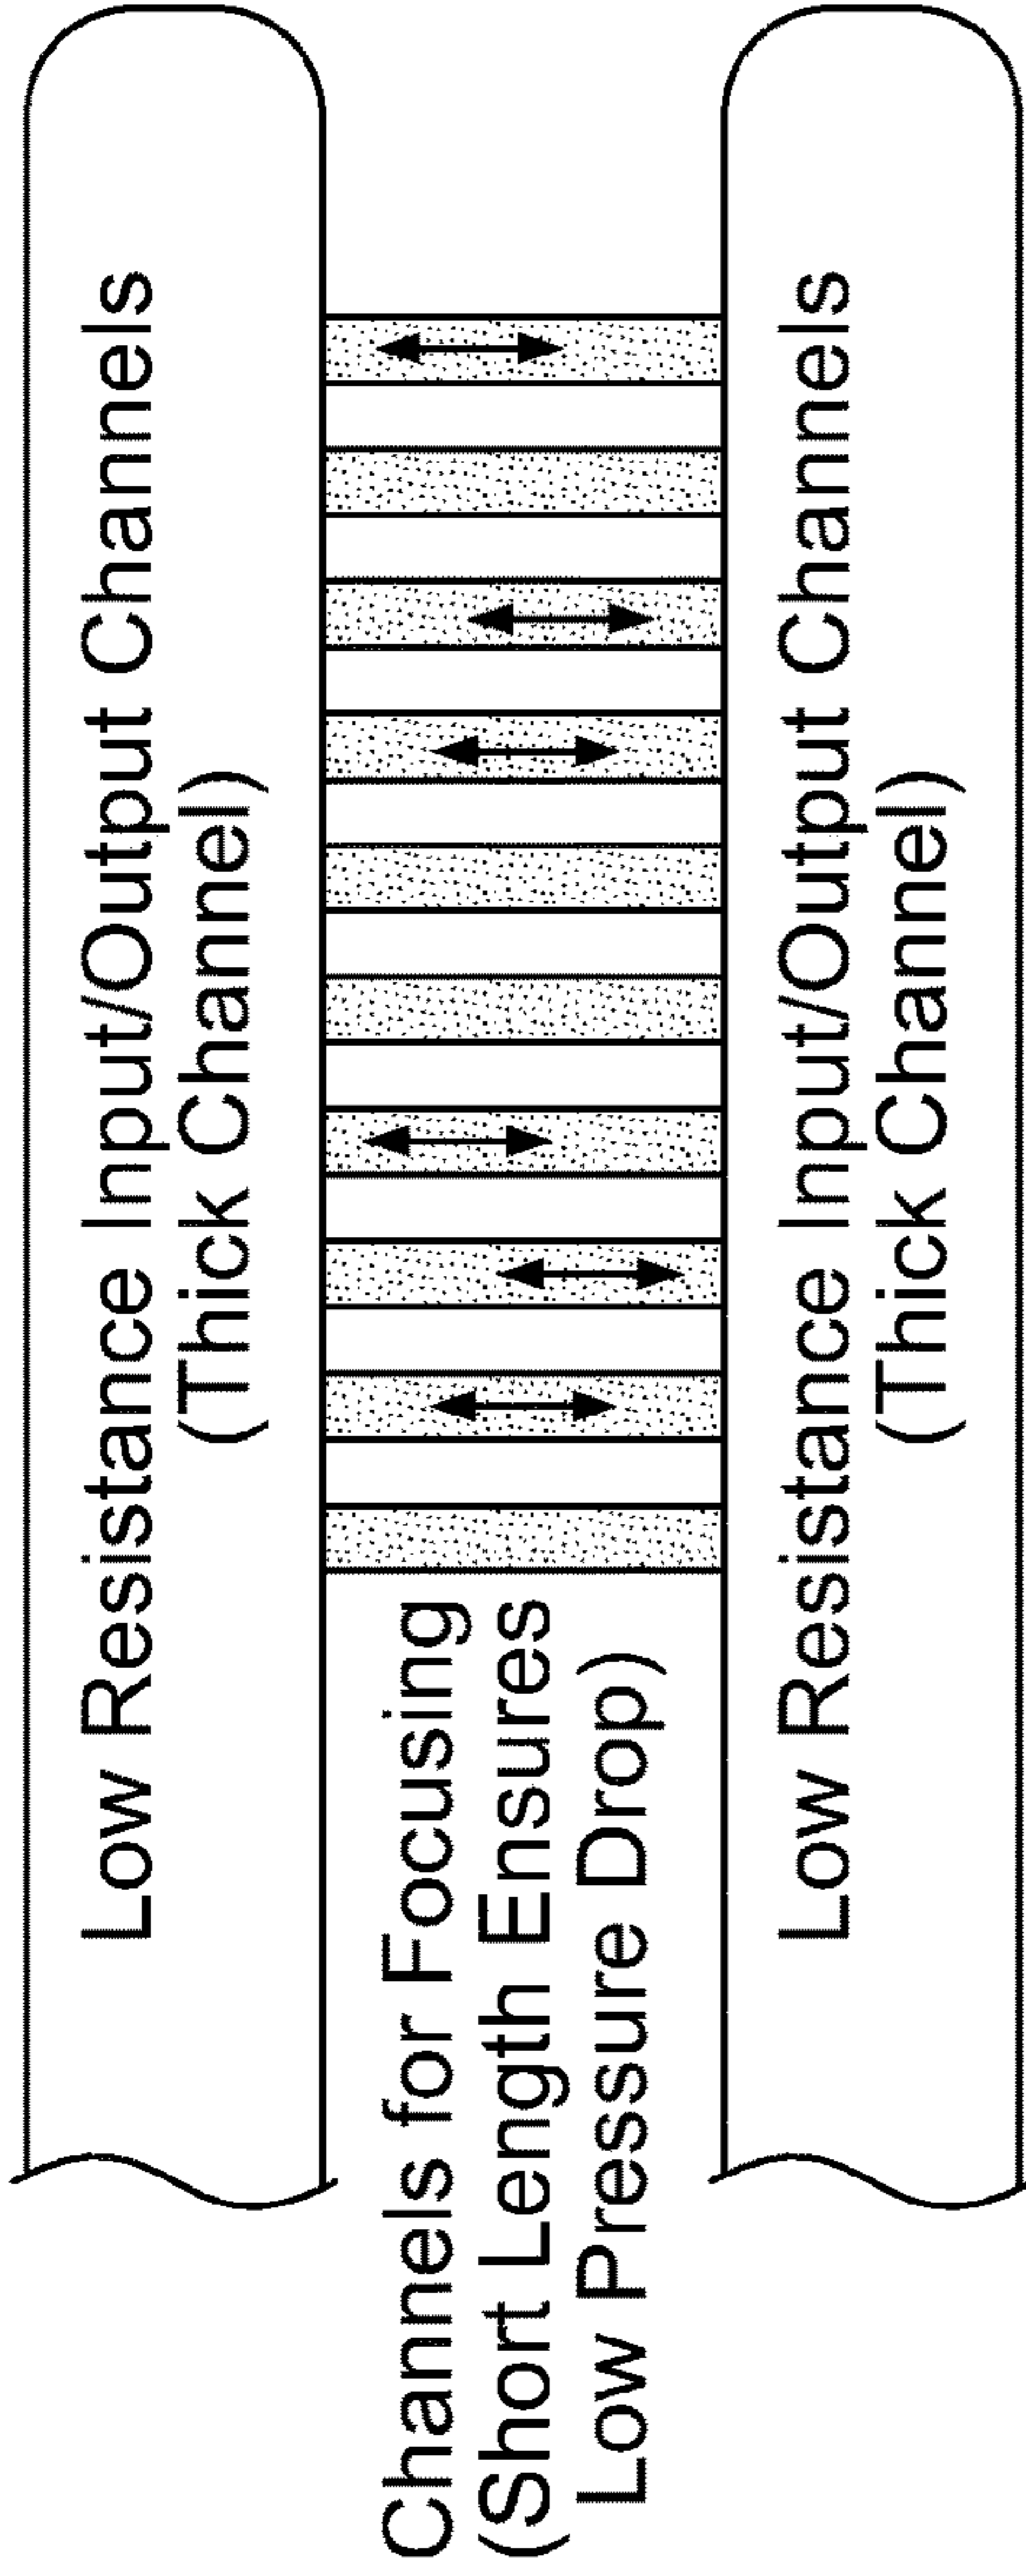 Low Resistance Input/Output Channels
(Thick Channel)
Channels for Focusing
(Short Length Ensures
Low Pressure Drop)
Low Resistance Input/Output Channels
(Thick Channel)